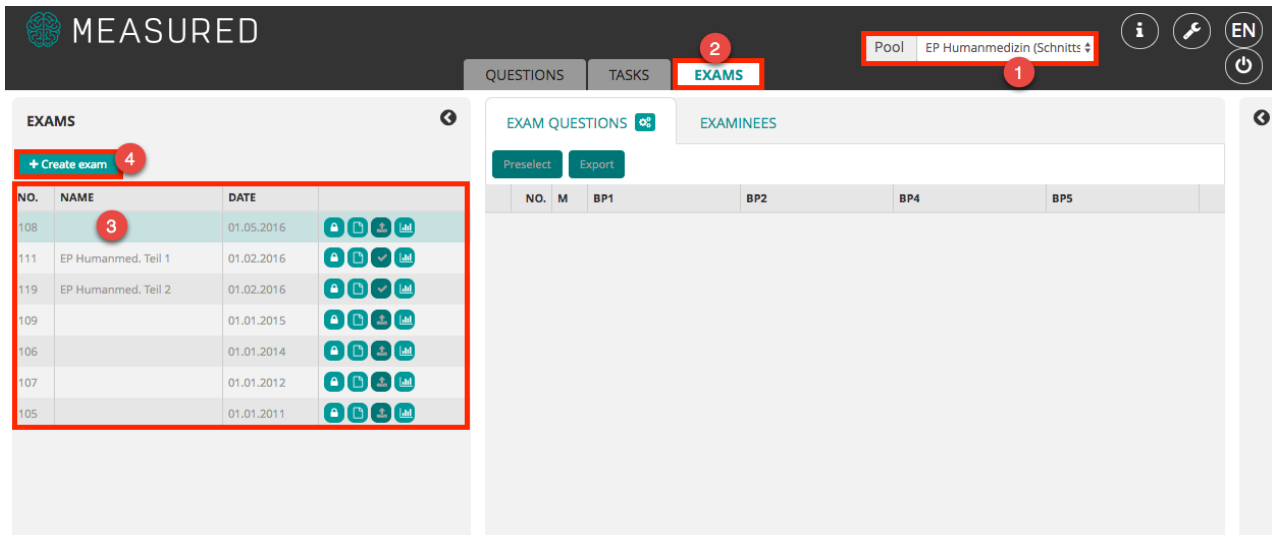 MEASURED
Pool EP Humanmedizin (Schnitts
i
EN
1
2
QUESTIONS TASKS EXAMS
EXAMS
EXAM QUESTIONS EXAMINEES
+ Create exam
4
Preselect Export
NO. NAME DATE
NO. M BP1 BP2 BP4 BP5
108 3 01.05.2016
111 EP Humanmed. Teil 1 01.02.2016
119 EP Humanmed. Teil 2 01.02.2016
109 01.01.2015
106 01.01.2014
107 01.01.2012
105 01.01.2011